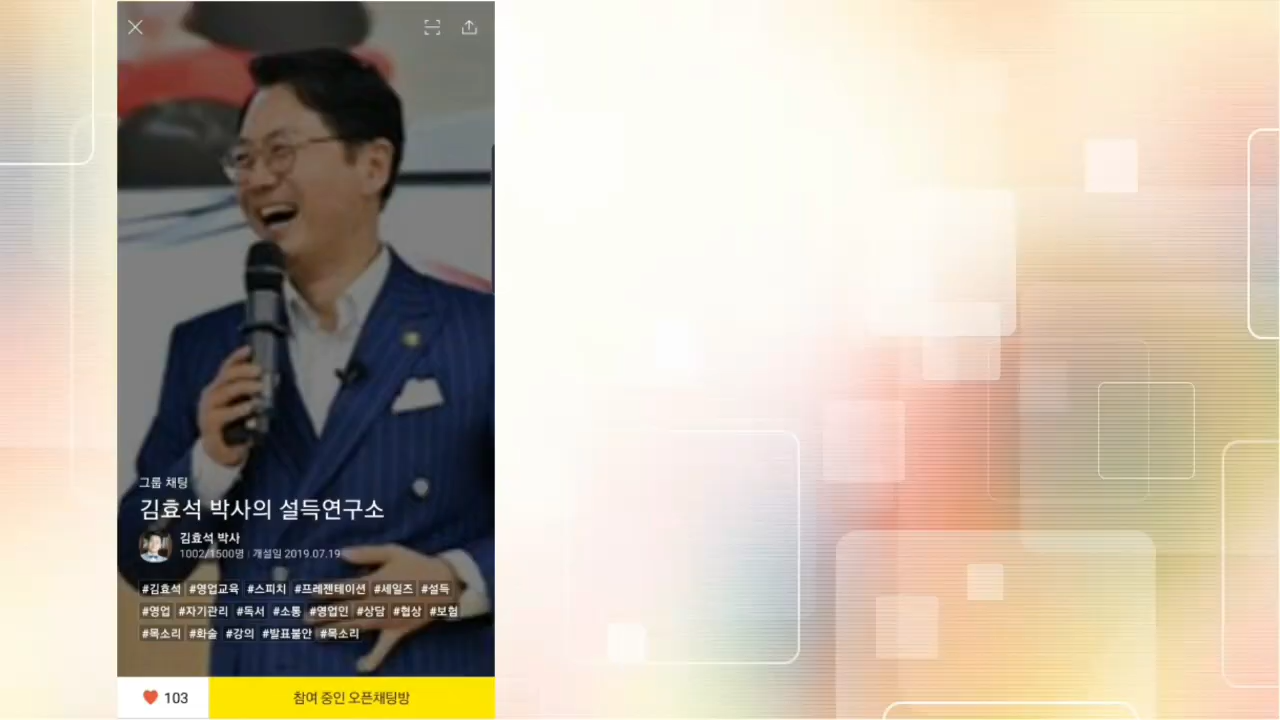 그룹 채팅
김효석 박사의 설득연구소
김효석 박사
1002/1500명 | 개설일 2019.07.19
#김효석 #영업교육 #스피치 #프레젠테이션 #세일즈 #설득
#영업 #자기관리 #독서 #소통 #영업인 #상담 #협상 #보험
#목소리 #화술 #강의 #발표불안 #목소리
103 참여 중인 오픈채팅방